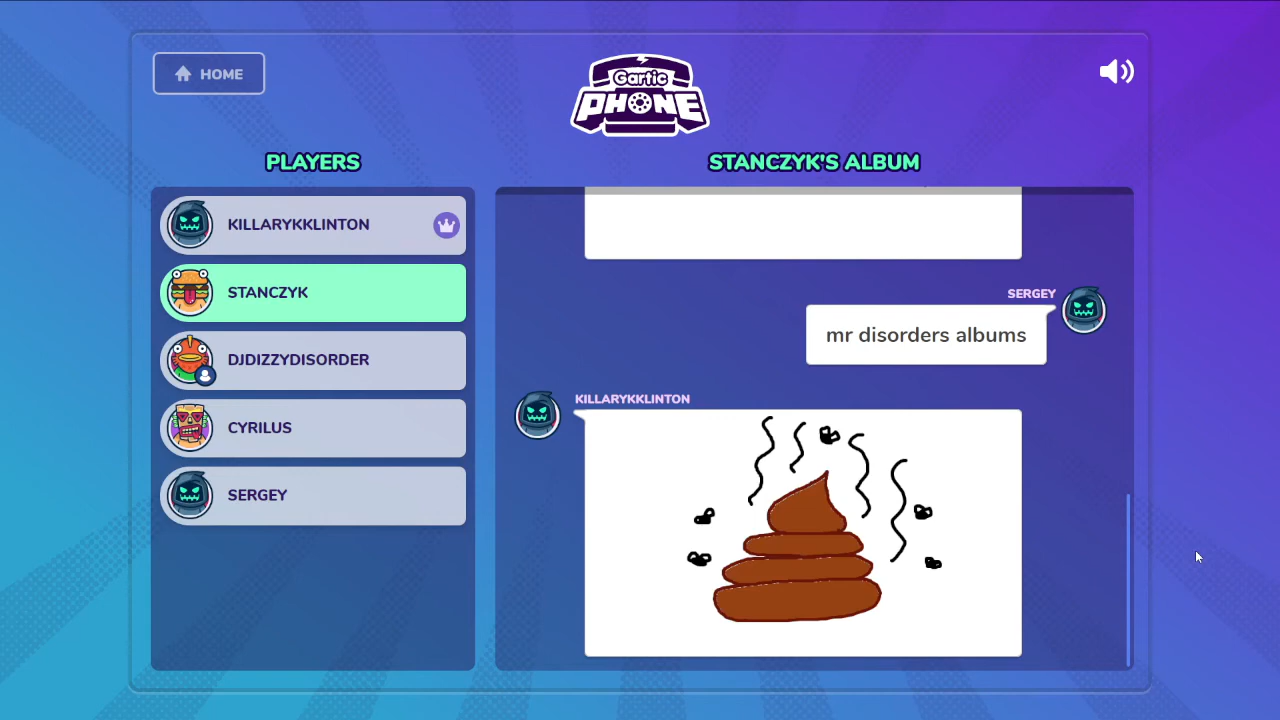 HOME
Gartic
PHONE
PLAYERS
STANCZYK'S ALBUM
KILLARYKKLINTON
STANCZYK
DJDIZZYDISORDER
CYRILUS
SERGEY
SERGEY
mr disorders albums
KILLARYKKLINTON